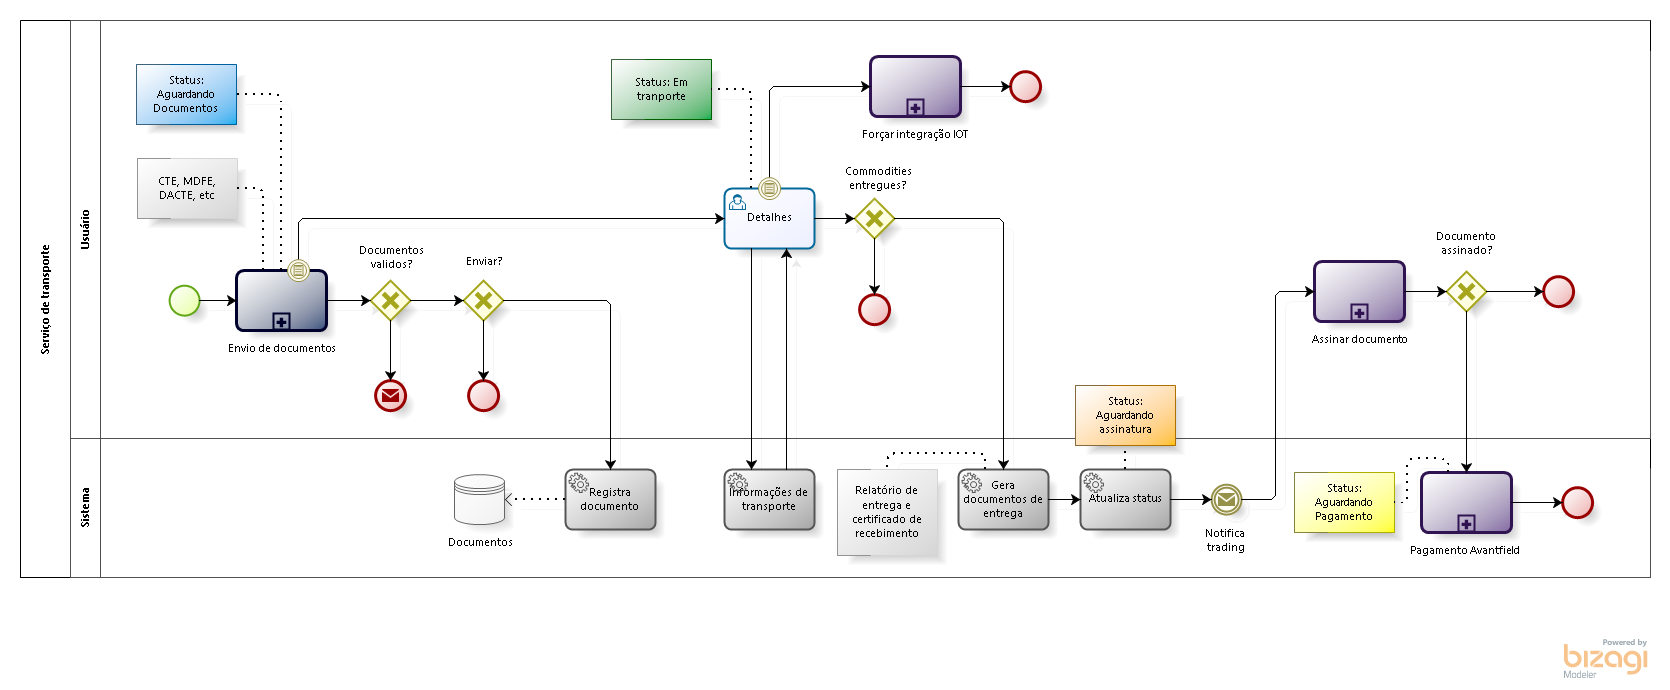 Serviço de transporte
Usuário
Status:
Aguardando
Documentos
CTE, MDFE,
DACTE, etc
Envio de documentos
Documentos
validos?
Enviar?
Status: Em
tranporte
Forçar integração IOT
Detalhes
Commodities
entregues?
Assinar documento
Documento
assinado?
Sistema
Documentos
Registra
documento
Informações de
transporte
Relatório de
entrega e
certificado de
recebimento
Gera
documentos de
entrega
Status:
Aguardando
assinatura
Atualiza status
Notifica
trading
Status:
Aguardando
Pagamento
Pagamento Avantfield
Powered by
bizagi
Modeler